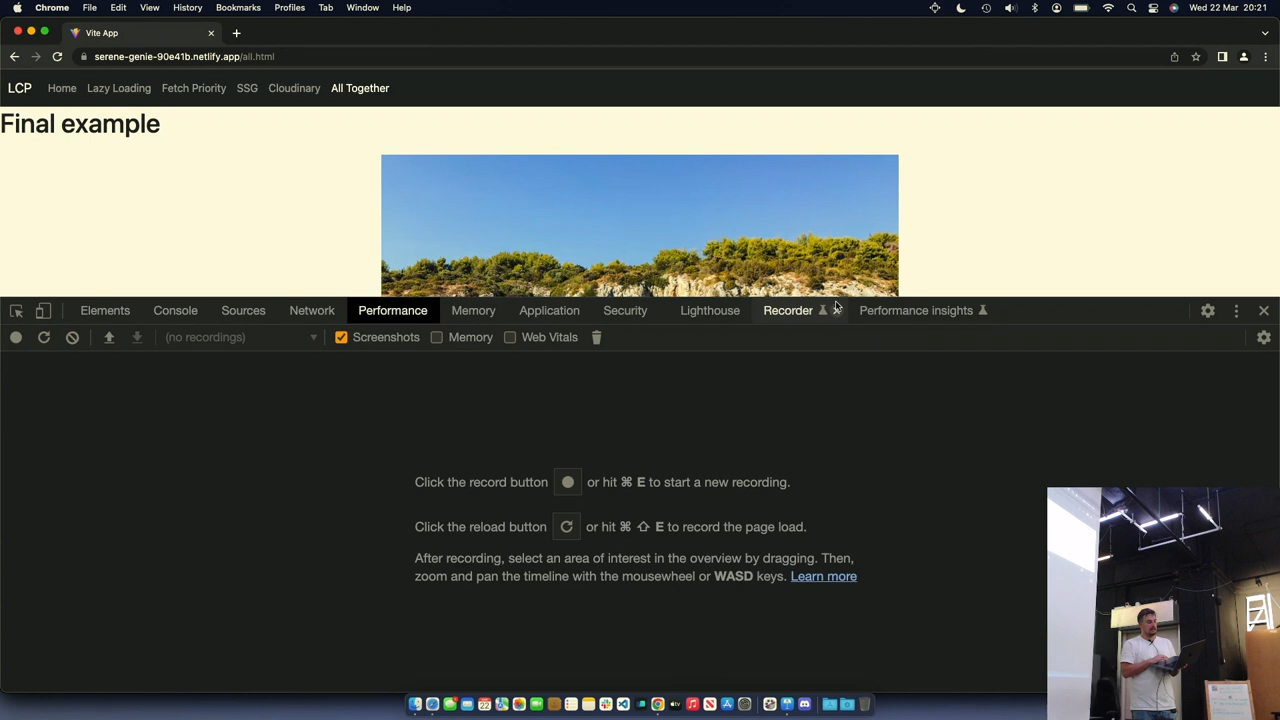 Chrome File Edit View History Bookmarks Profiles Tab Window Help Wed 22 Mar 20:21
Vite App
serene-genie-90e41b.netlify.app/all.html
LCP Home Lazy Loading Fetch Priority SSG Cloudinary All Together
Final example
Elements Console Sources Network Performance Memory Application Security Lighthouse Recorder Performance insights
(no recordings) Screenshots Memory Web Vitals
Click the record button or hit ⌘ E to start a new recording.
Click the reload button or hit ⌘ ⇧ E to record the page load.
After recording, select an area of interest in the overview by dragging. Then,
zoom and pan the timeline with the mousewheel or WASD keys. Learn more